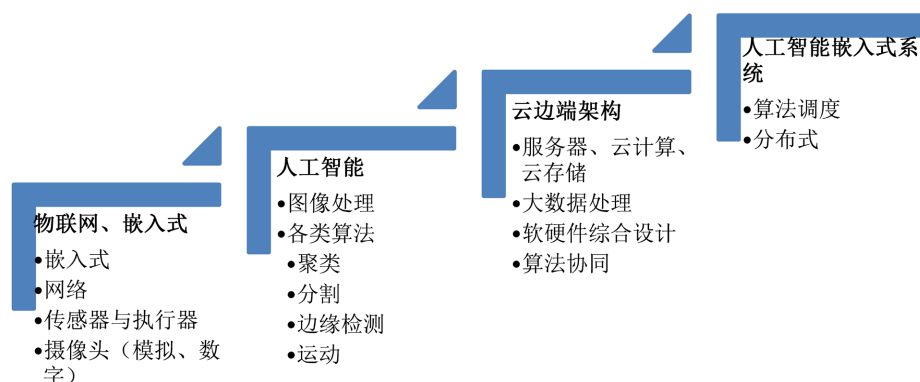 物联网、嵌入式
•嵌入式
•网络
•传感器与执行器
•摄像头（模拟、数
字）
人工智能
•图像处理
•各类算法
•聚类
•分割
•边缘检测
•运动
云边端架构
•服务器、云计算、
云存储
•大数据处理
•软硬件综合设计
•算法协同
人工智能嵌入式系
统
•算法调度
•分布式